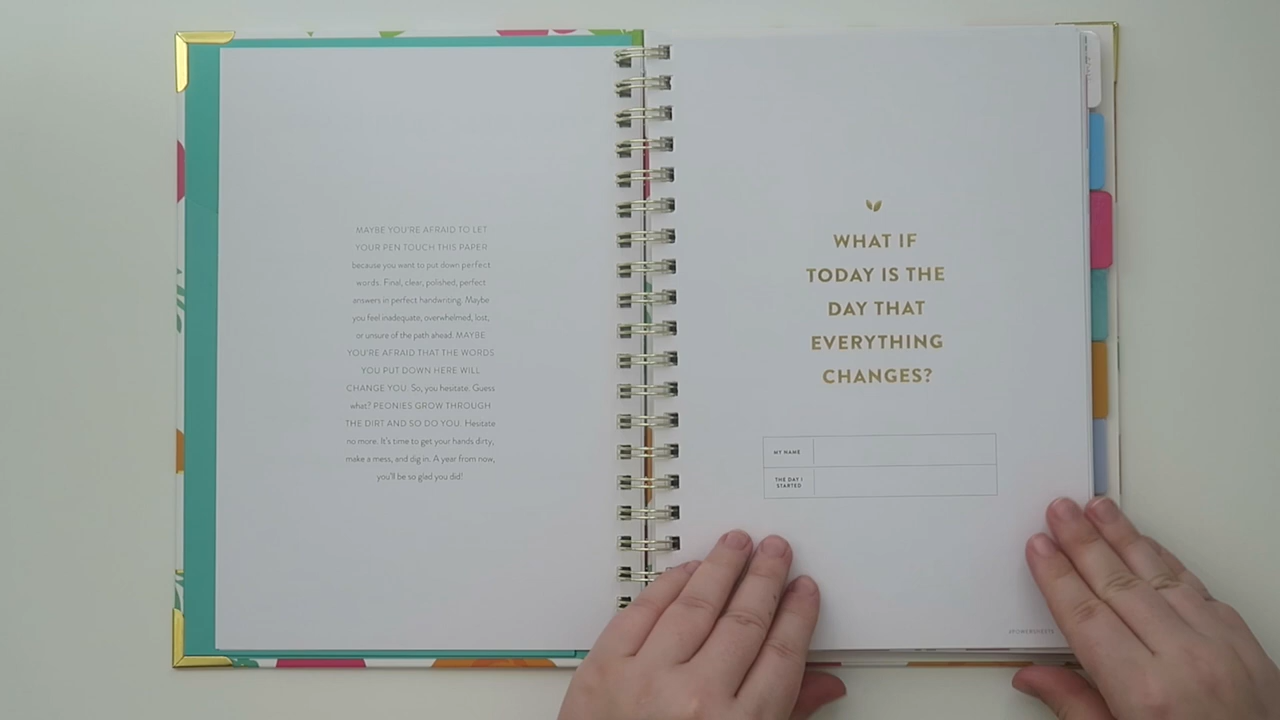 MAYBE YOU'RE AFRAID TO LET
YOUR PEN TOUCH THIS PAPER
because you want to put down perfect
words. Final, clear, polished, perfect
answers in perfect handwriting. Maybe
you feel inadequate, overwhelmed, lost,
or unsure of the path ahead. MAYBE
YOU'RE AFRAID THAT THE WORDS
YOU PUT DOWN HERE WILL
CHANGE YOU. So, you hesitate. Guess
what? PEONIES GROW THROUGH
THE DIRT AND SO DO YOU. Hesitate
no more. It's time to get your hands dirty,
make a mess, and dig in. A year from now,
you'll be so glad you did!
WHAT IF
TODAY IS THE
DAY THAT
EVERYTHING
CHANGES?
MY NAME
THE DAY I
STARTED
#POWERSHEETS